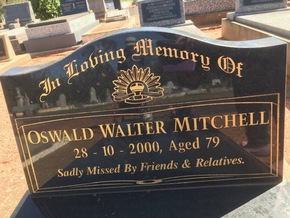 In Loving Memory Of
OSWALD WALTER MITCHELL
28 - 10 - 2000, Aged 79
Sadly Missed By Friends & Relatives.